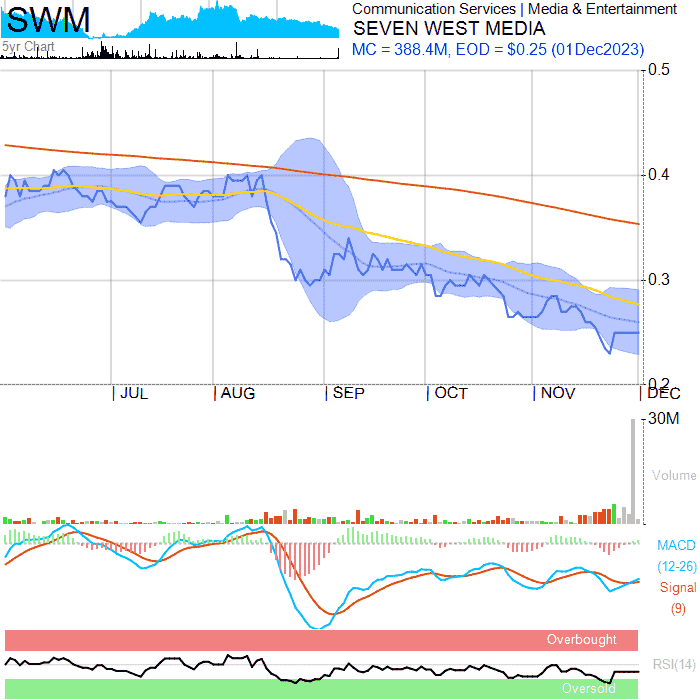 SWM
5yr Chart
Communication Services | Media & Entertainment
SEVEN WEST MEDIA
MC = 388.4M, EOD = $0.25 (01Dec2023)
0.5
0.4
0.3
0.2
| JUL
| AUG
| SEP
| OCT
| NOV
| DEC
30M
Volume
MACD
(12-26)
Signal
(9)
Overbought
RSI(14)
Oversold